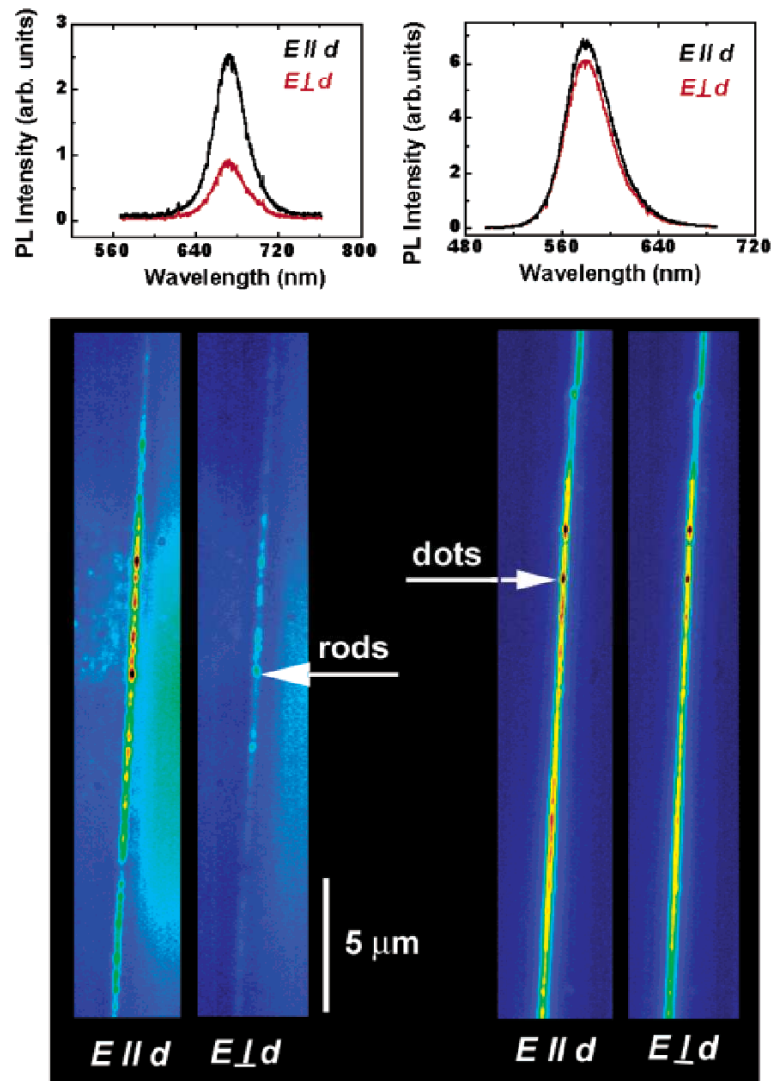 3
2
1
0
PL Intensity (arb. units)
E || d
E⊥d
560 640 720 800
Wavelength (nm)
6
4
2
0
PL Intensity (arb.units)
E || d
E⊥d
480 560 640 720
Wavelength (nm)
dots
rods
5 μm
E || d E⊥d E || d E⊥d